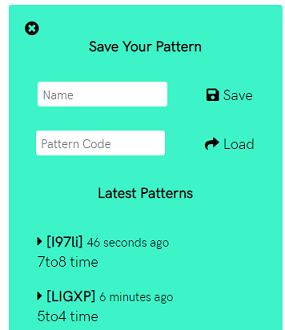 Save Your Pattern
Name
Save
Pattern Code
Load
Latest Patterns
[I97li] 46 seconds ago
7to8 time
[LIGXP] 6 minutes ago
5to4 time